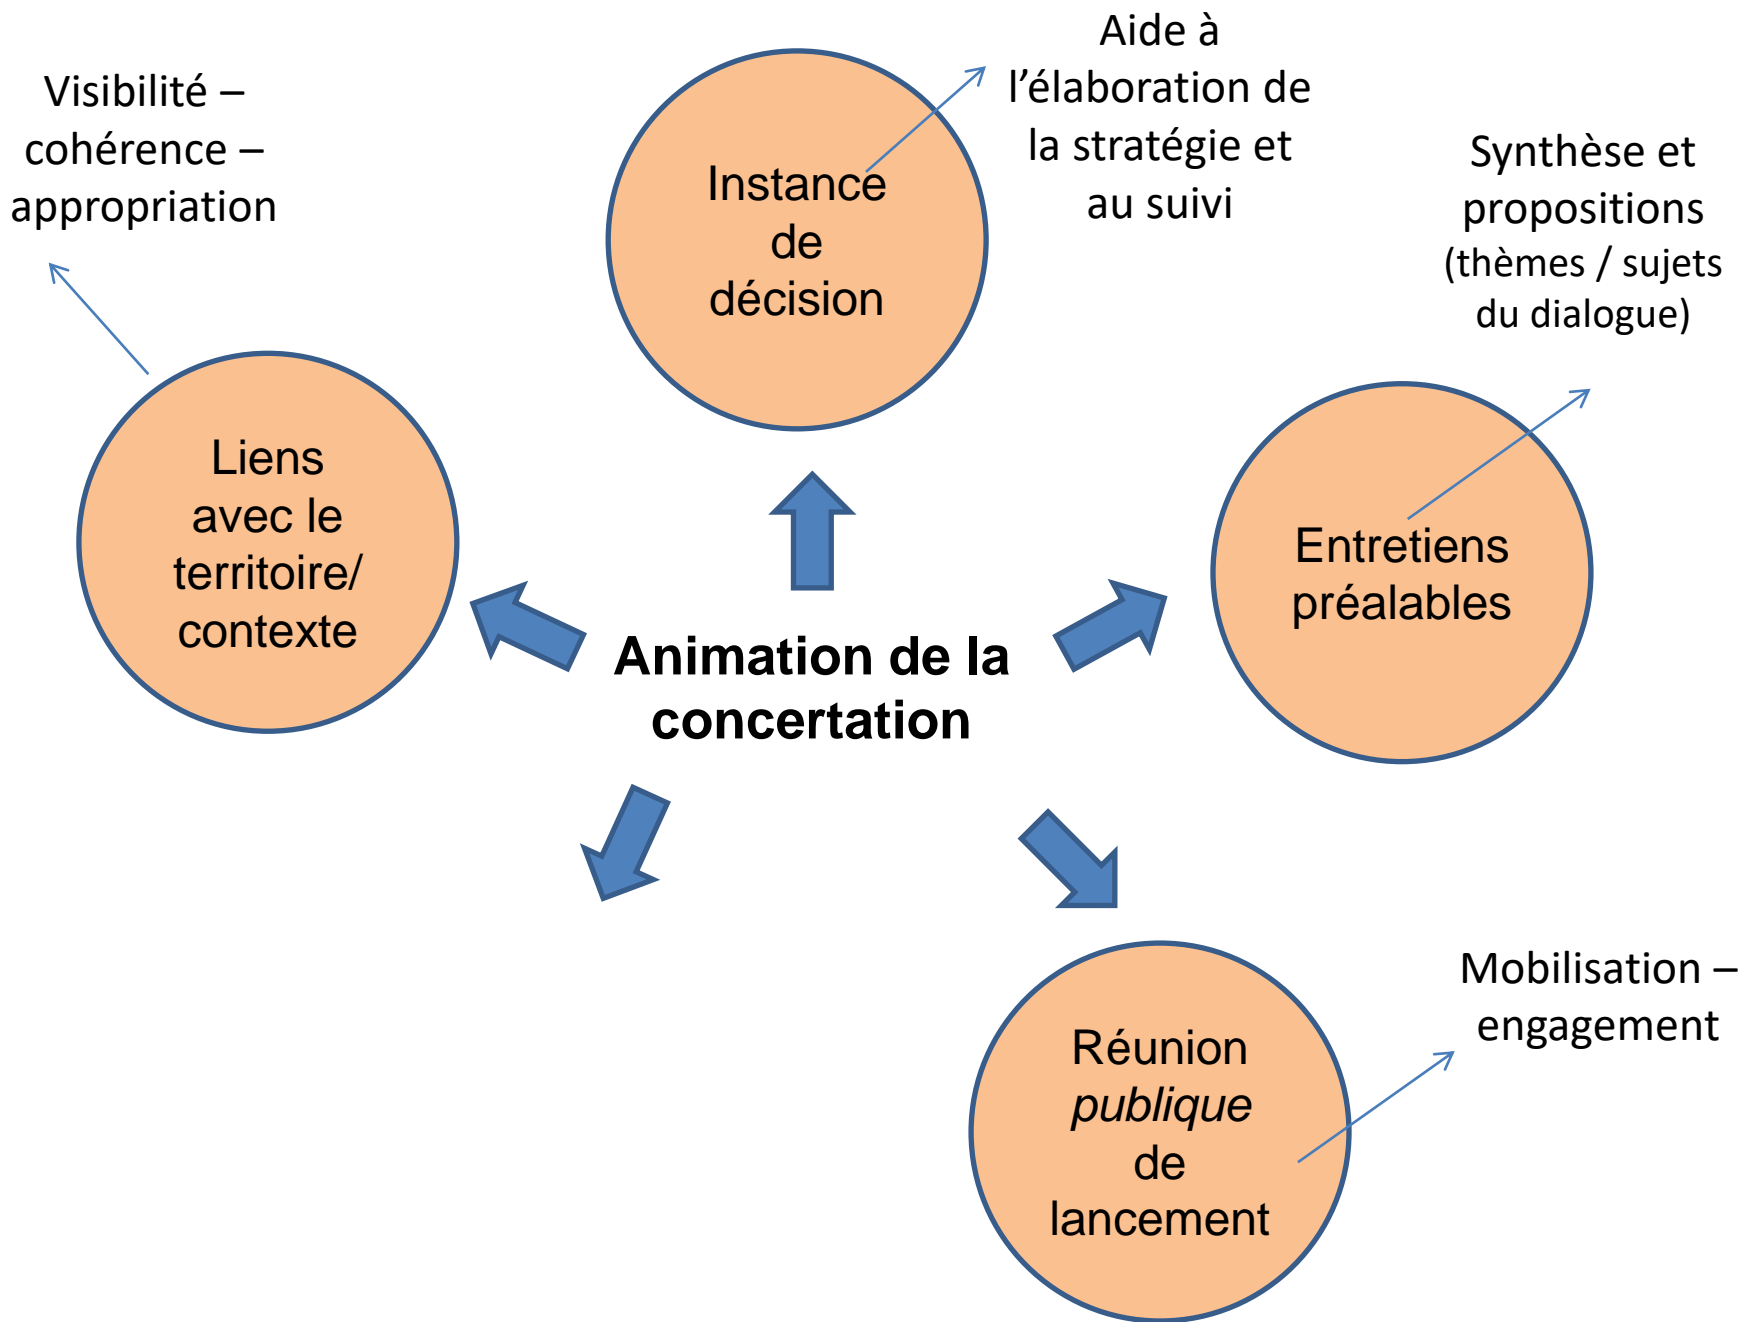 Aide à
l’élaboration de
la stratégie et
au suivi
Visibilité –
cohérence –
appropriation
Instance
de
décision
Synthèse et
propositions
(thèmes / sujets
du dialogue)
Liens
avec le
territoire/
contexte
Entretiens
préalables
Animation de la
concertation
Réunion
publique
de
lancement
Mobilisation –
engagement